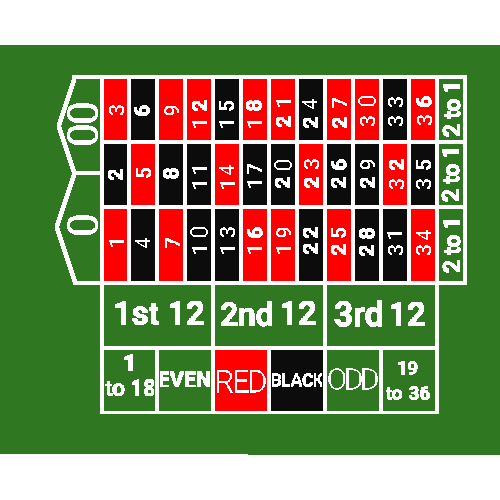 00 3 6 9 12 15 18 21 24 27 30 33 36 2 to 1
2 5 8 11 14 17 20 23 26 29 32 35 2 to 1
0 1 4 7 10 13 16 19 22 25 28 31 34 2 to 1
1st 12 2nd 12 3rd 12
1 to 18 EVEN RED BLACK ODD 19 to 36